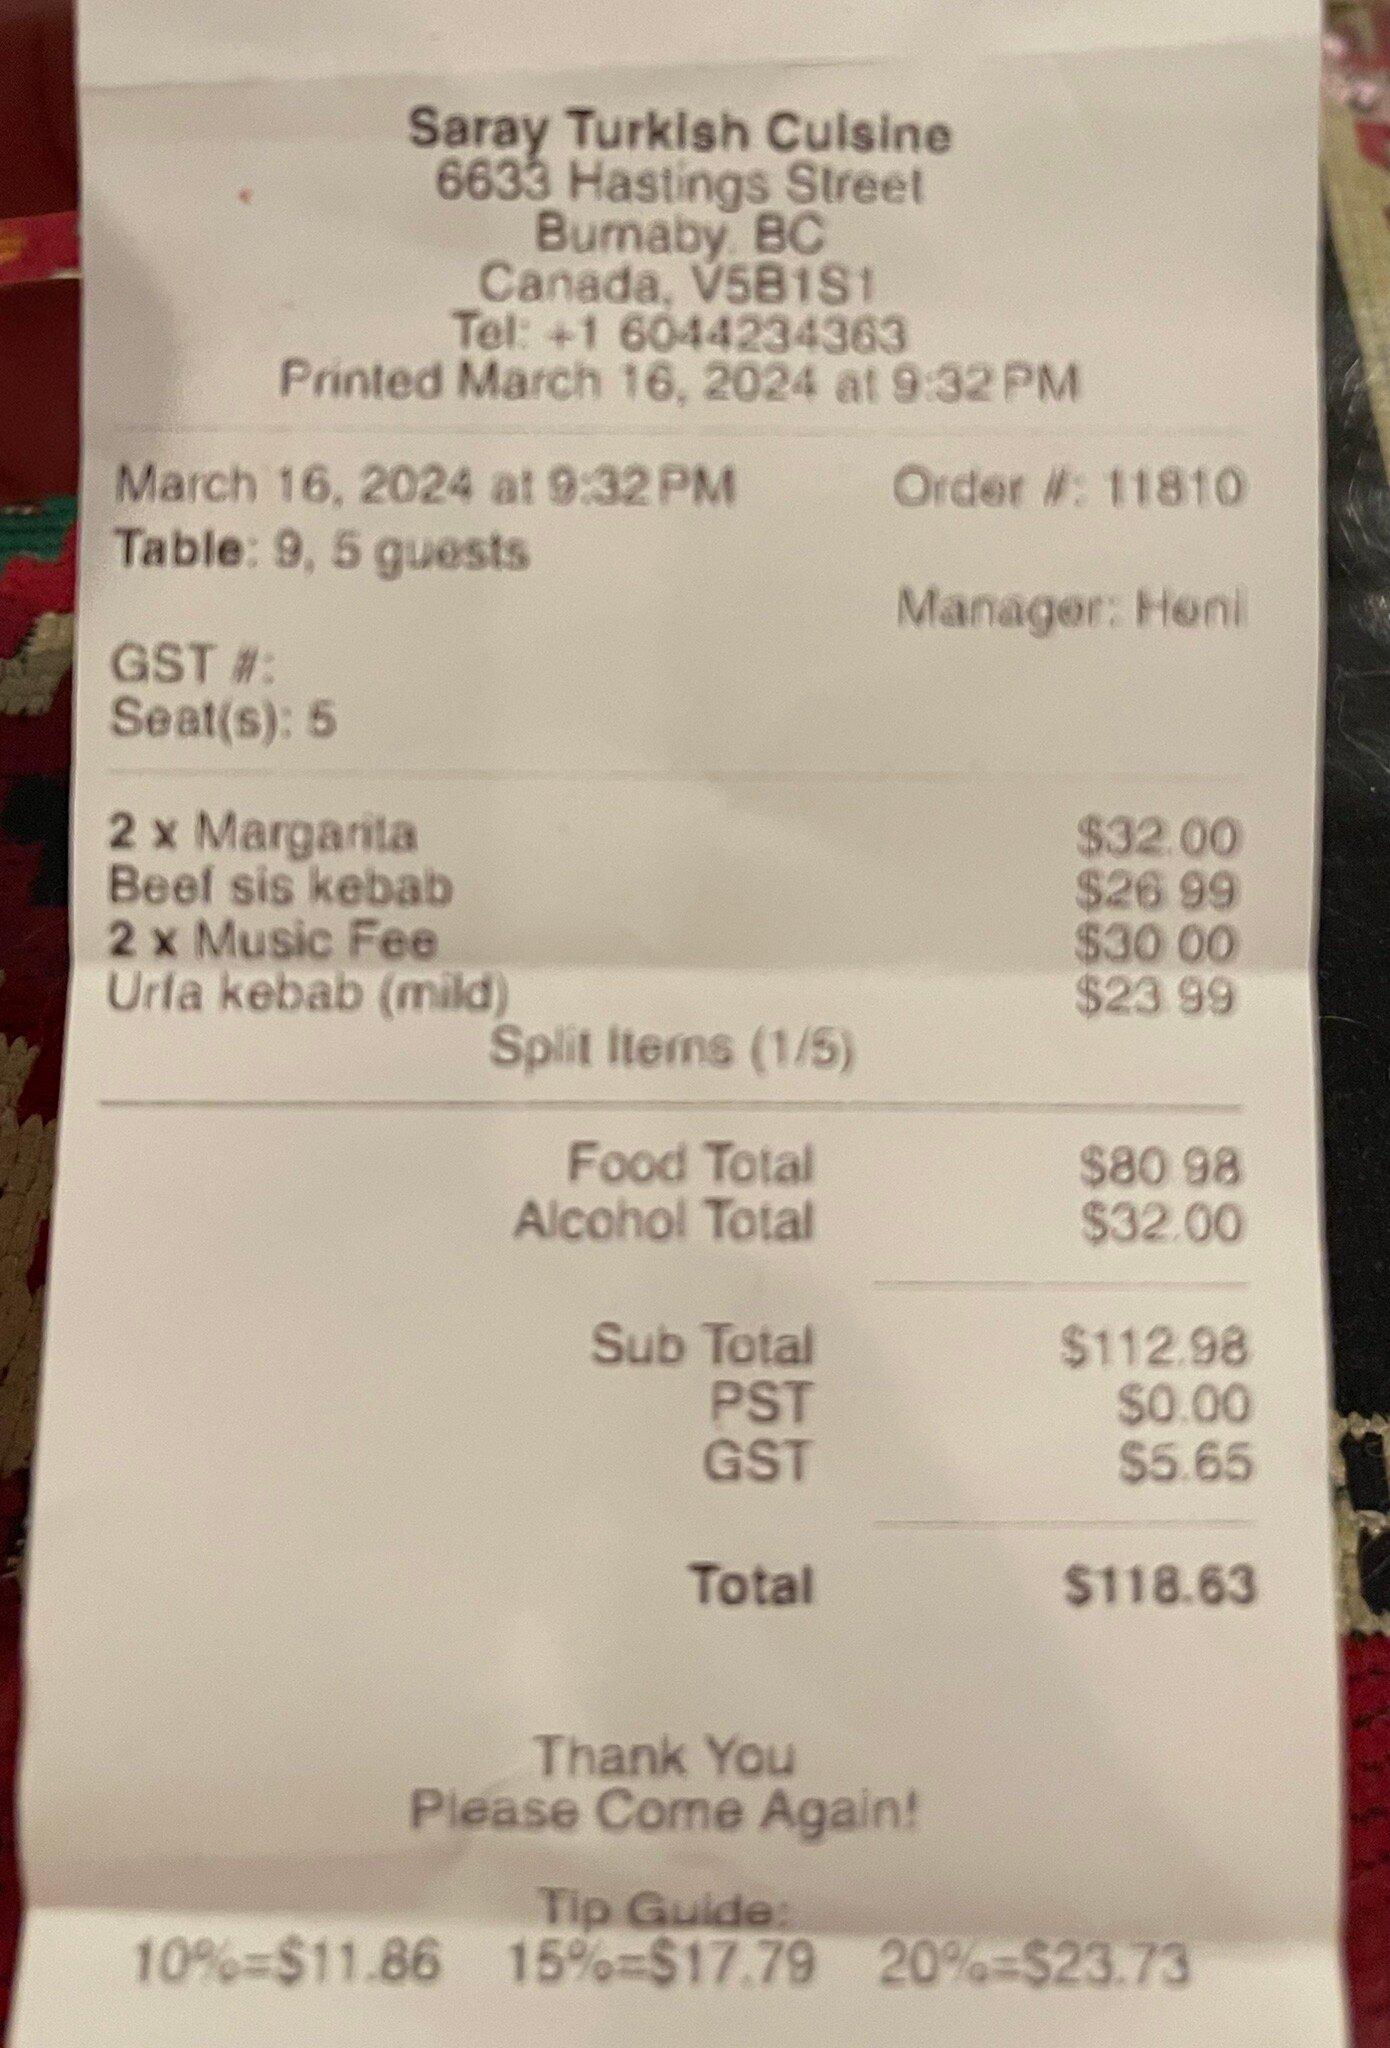 Saray Turkish Cuisine
6633 Hastings Street
Burnaby, BC
Canada, V5B1S1
Tel: +1 6044234363
Printed March 16, 2024 at 9:32 PM
March 16, 2024 at 9:32 PM Order #: 11810
Table: 9, 5 guests
Manager: Heni
GST #:
Seat(s): 5
2 x Margarita $32.00
Beef sis kebab $26.99
2 x Music Fee $30.00
Urfa kebab (mild) $23.99
Split Items (1/5)
Food Total $80.98
Alcohol Total $32.00
Sub Total $112.98
PST $0.00
GST $5.65
Total $118.63
Thank You
Please Come Again!
Tip Guide:
10%=$11.86 15%=$17.79 20%=$23.73